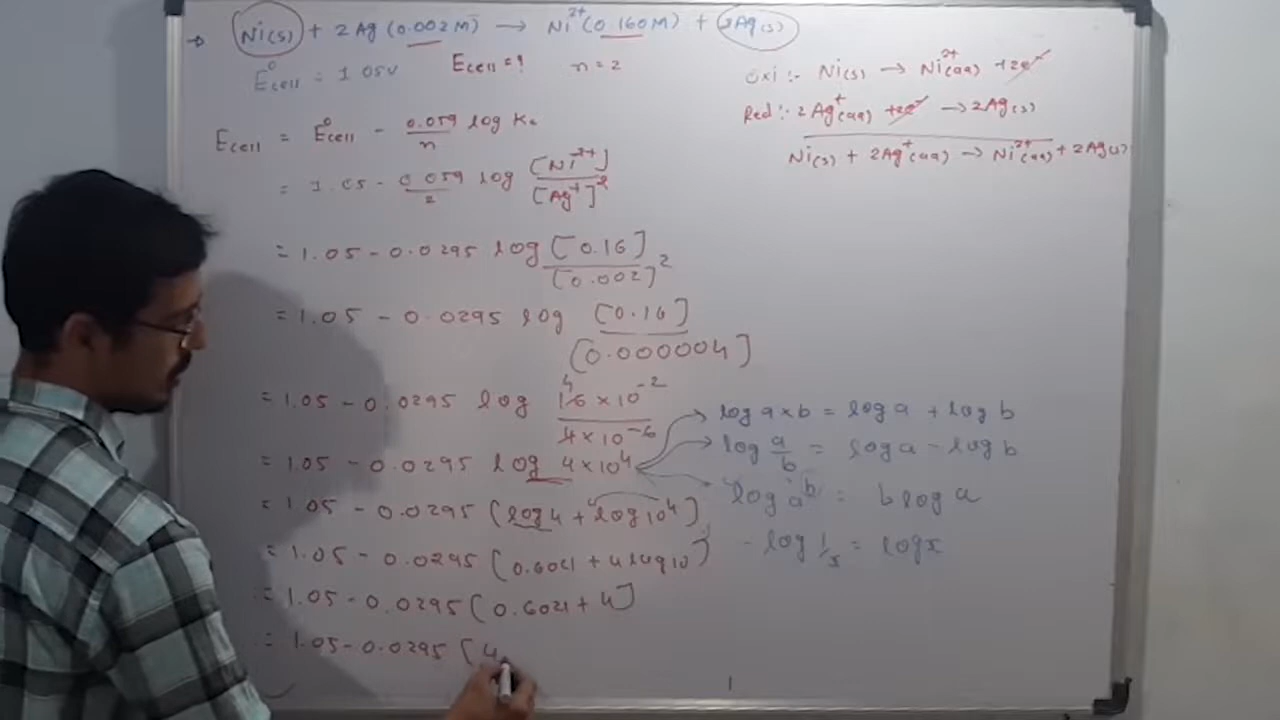 → Ni(s) + 2Ag (0.002M) → Ni²⁺(0.160M) + 2Ag(s)
E⁰cell = 1.05V Ecell = ? n = 2
Oxi :- Ni(s) → Ni²⁺(aq) + 2e⁻
Red :- 2Ag⁺(aq) + 2e⁻ → 2Ag(s)
Ni(s) + 2Ag⁺(aq) → Ni²⁺(aq) + 2Ag(s)
Ecell = E⁰cell - 0.059/n log Kc
= 1.05 - 0.059/2 log [Ni²⁺]/[Ag⁺]²
= 1.05 - 0.0295 log [0.16]/[0.002]²
= 1.05 - 0.0295 log [0.16]/[0.000004]
= 1.05 - 0.0295 log 4 16 × 10⁻²/4 × 10⁻⁶
= 1.05 - 0.0295 log 4 × 10⁴
= 1.05 - 0.0295 (log 4 + log 10⁴]
= 1.05 - 0.0295 (0.6021 + 4 log 10)
= 1.05 - 0.0295 (0.6021 + 4]
= 1.05 - 0.0295 [4
log a × b = log a + log b
log a/b = log a - log b
log aᵇ = b log a
- log 1/x = log x